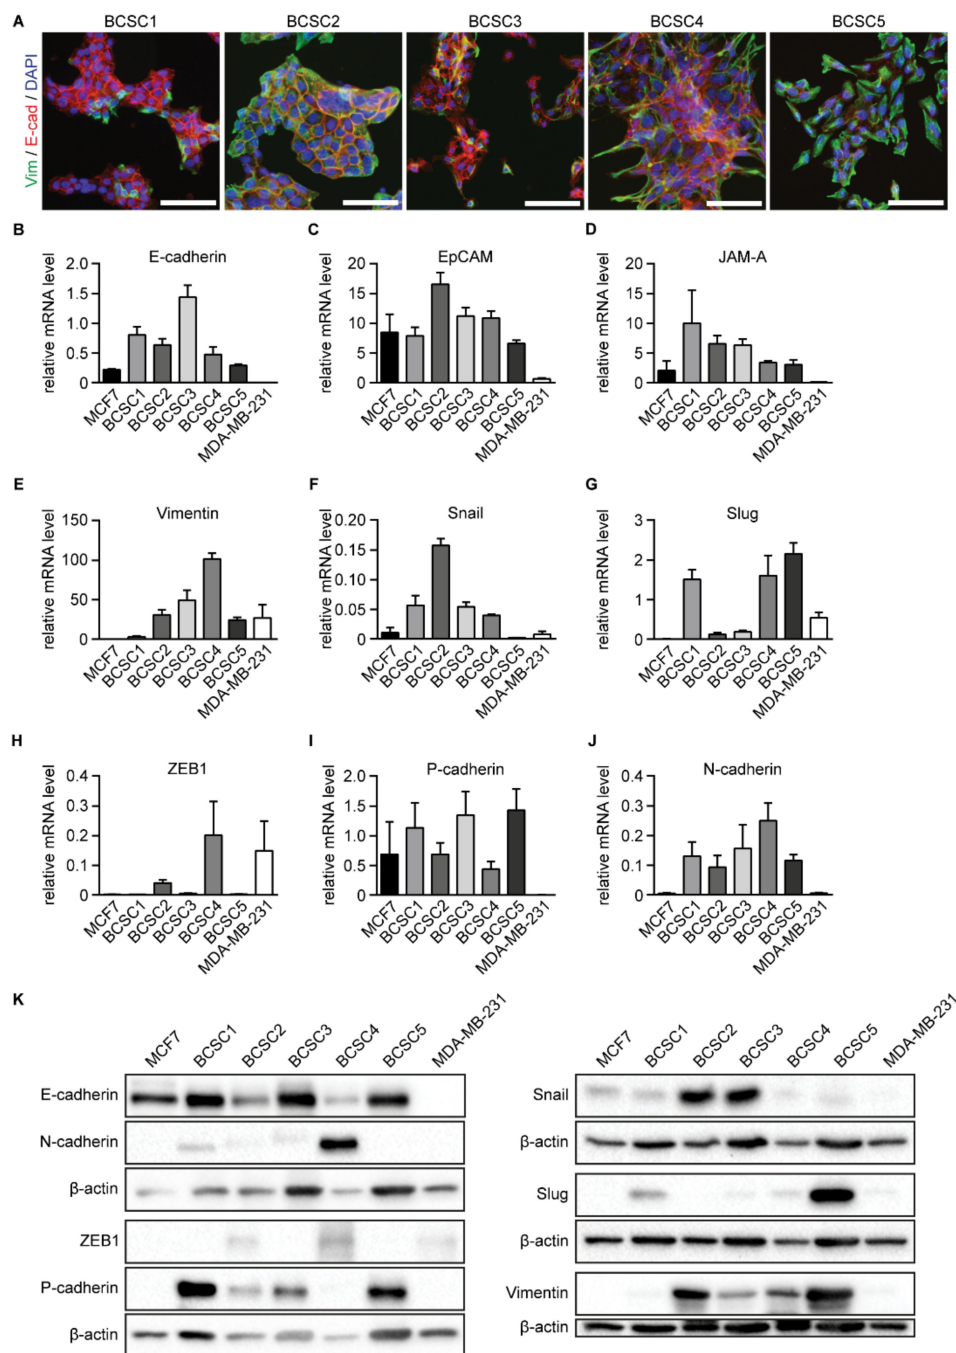 A
BCSC1 BCSC2 BCSC3 BCSC4 BCSC5
Vim / E-cad / DAPI
B
E-cadherin
relative mRNA level
2.0
1.5
1.0
0.5
0
MCF7 BCSC1 BCSC2 BCSC3 BCSC4 BCSC5 MDA-MB-231
C
EpCAM
relative mRNA level
20
15
10
5
0
MCF7 BCSC1 BCSC2 BCSC3 BCSC4 BCSC5 MDA-MB-231
D
JAM-A
relative mRNA level
20
15
10
5
0
MCF7 BCSC1 BCSC2 BCSC3 BCSC4 BCSC5 MDA-MB-231
E
Vimentin
relative mRNA level
150
100
50
0
MCF7 BCSC1 BCSC2 BCSC3 BCSC4 BCSC5 MDA-MB-231
F
Snail
relative mRNA level
0.20
0.15
0.10
0.05
0
MCF7 BCSC1 BCSC2 BCSC3 BCSC4 BCSC5 MDA-MB-231
G
Slug
relative mRNA level
3
2
1
0
MCF7 BCSC1 BCSC2 BCSC3 BCSC4 BCSC5 MDA-MB-231
H
ZEB1
relative mRNA level
0.4
0.3
0.2
0.1
0
MCF7 BCSC1 BCSC2 BCSC3 BCSC4 BCSC5 MDA-MB-231
I
P-cadherin
relative mRNA level
2.0
1.5
1.0
0.5
0
MCF7 BCSC1 BCSC2 BCSC3 BCSC4 BCSC5 MDA-MB-231
J
N-cadherin
relative mRNA level
0.4
0.3
0.2
0.1
0
MCF7 BCSC1 BCSC2 BCSC3 BCSC4 BCSC5 MDA-MB-231
K
MCF7 BCSC1 BCSC2 BCSC3 BCSC4 BCSC5 MDA-MB-231
E-cadherin
N-cadherin
β-actin
ZEB1
P-cadherin
β-actin
MCF7 BCSC1 BCSC2 BCSC3 BCSC4 BCSC5 MDA-MB-231
Snail
β-actin
Slug
β-actin
Vimentin
β-actin